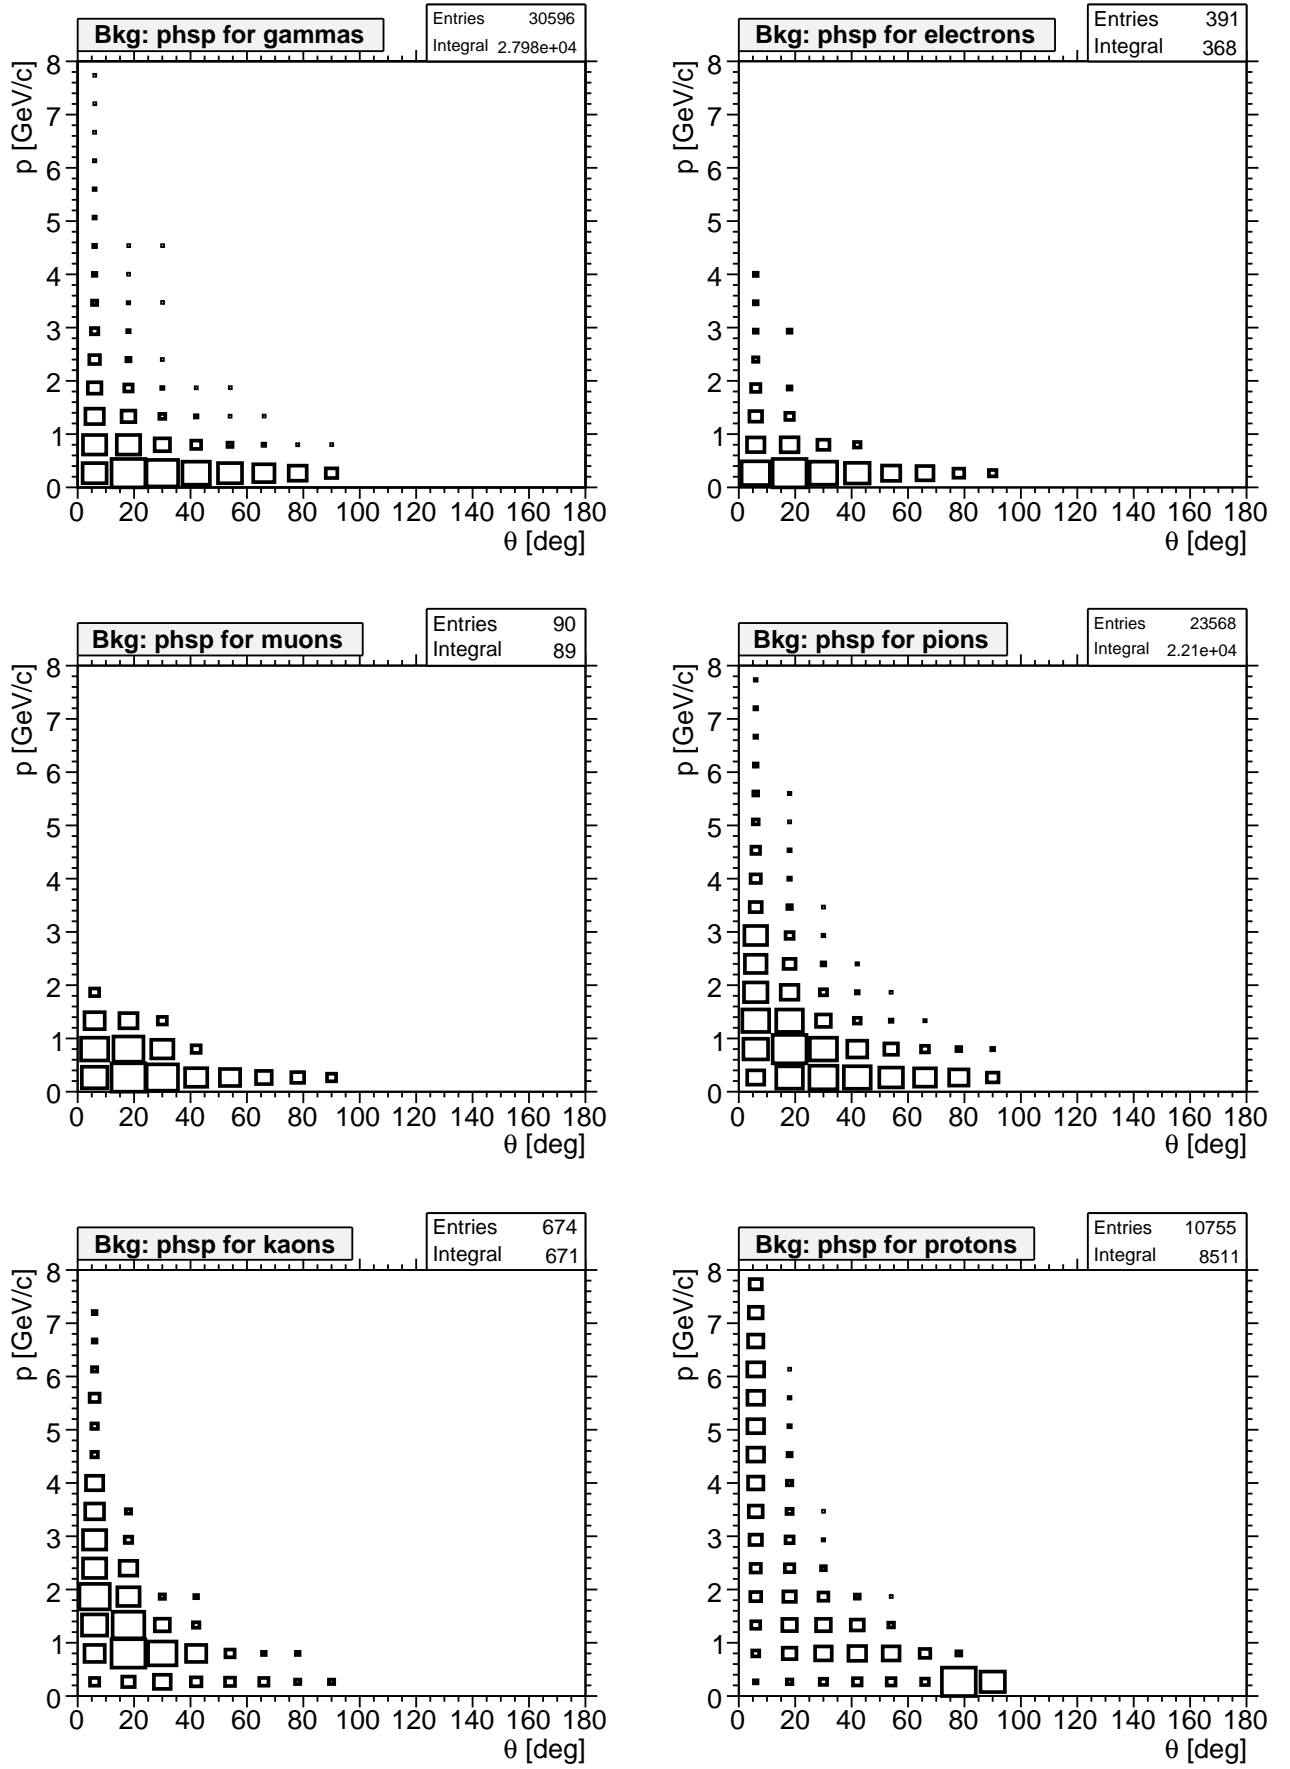 Bkg: phsp for gammas
Entries 30596
Integral 2.798e+04
p [GeV/c]
8
7
6
5
4
3
2
1
0
0 20 40 60 80 100 120 140 160 180
θ [deg]
Bkg: phsp for electrons
Entries 391
Integral 368
p [GeV/c]
8
7
6
5
4
3
2
1
0
0 20 40 60 80 100 120 140 160 180
θ [deg]
Bkg: phsp for muons
Entries 90
Integral 89
p [GeV/c]
8
7
6
5
4
3
2
1
0
0 20 40 60 80 100 120 140 160 180
θ [deg]
Bkg: phsp for pions
Entries 23568
Integral 2.21e+04
p [GeV/c]
8
7
6
5
4
3
2
1
0
0 20 40 60 80 100 120 140 160 180
θ [deg]
Bkg: phsp for kaons
Entries 674
Integral 671
p [GeV/c]
8
7
6
5
4
3
2
1
0
0 20 40 60 80 100 120 140 160 180
θ [deg]
Bkg: phsp for protons
Entries 10755
Integral 8511
p [GeV/c]
8
7
6
5
4
3
2
1
0
0 20 40 60 80 100 120 140 160 180
θ [deg]